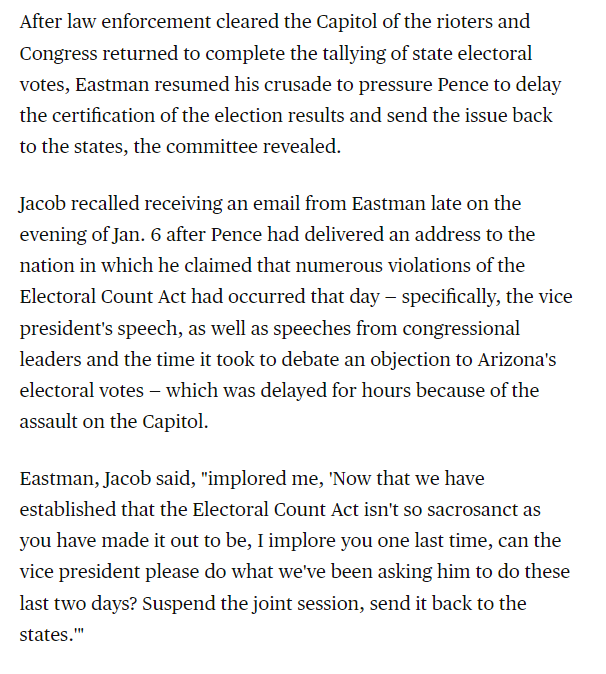 After law enforcement cleared the Capitol of the rioters and
Congress returned to complete the tallying of state electoral
votes, Eastman resumed his crusade to pressure Pence to delay
the certification of the election results and send the issue back
to the states, the committee revealed.
Jacob recalled receiving an email from Eastman late on the
evening of Jan. 6 after Pence had delivered an address to the
nation in which he claimed that numerous violations of the
Electoral Count Act had occurred that day – specifically, the vice
president's speech, as well as speeches from congressional
leaders and the time it took to debate an objection to Arizona's
electoral votes – which was delayed for hours because of the
assault on the Capitol.
Eastman, Jacob said, "implored me, 'Now that we have
established that the Electoral Count Act isn't so sacrosanct as
you have made it out to be, I implore you one last time, can the
vice president please do what we've been asking him to do these
last two days? Suspend the joint session, send it back to the
states.'"